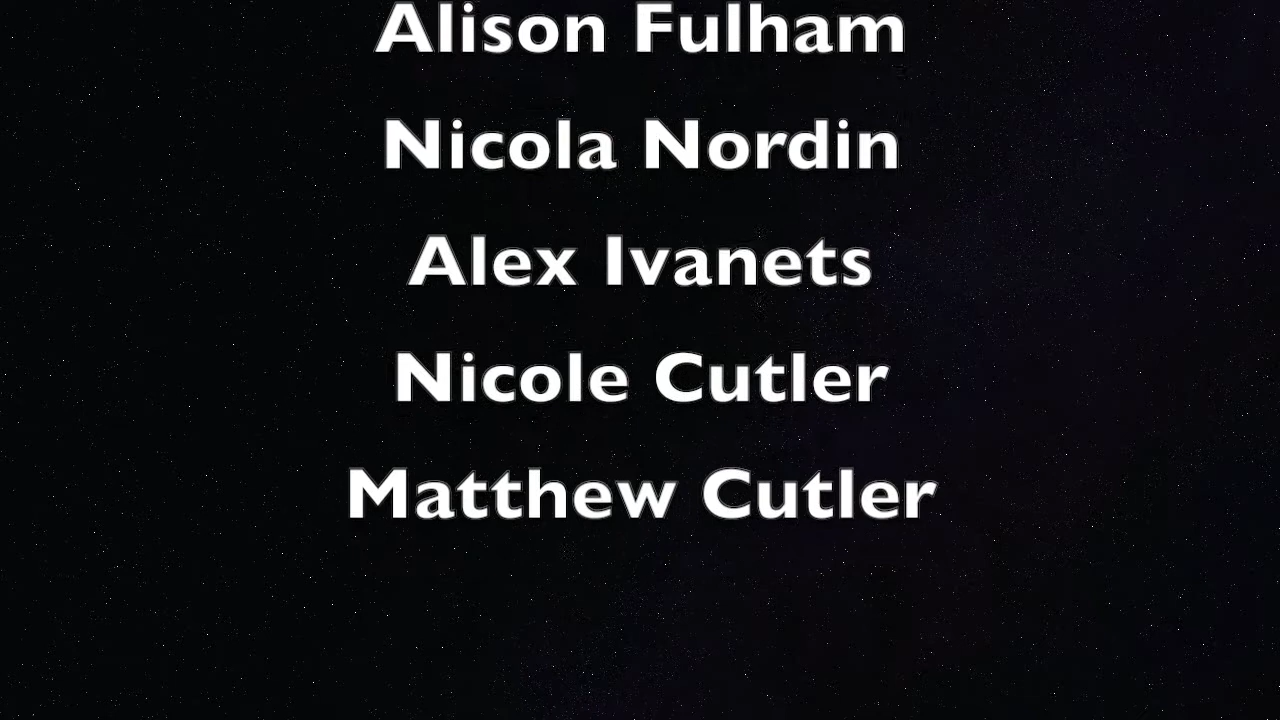 Alison Fulham
Nicola Nordin
Alex Ivanets
Nicole Cutler
Matthew Cutler